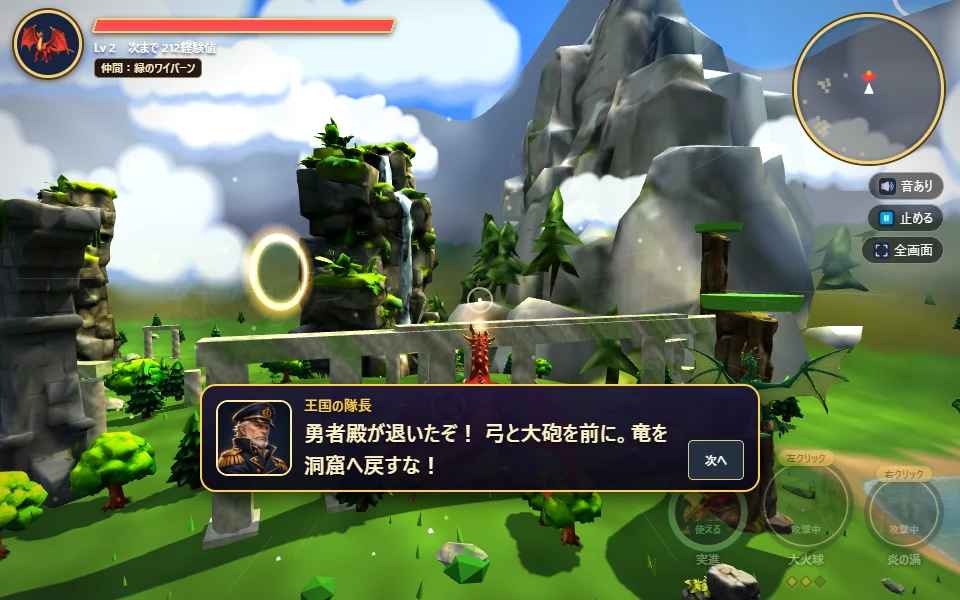 Lv 2 次まで 212経験値
仲間：緑のワイバーン
音あり
止める
全画面
王国の隊長
勇者殿が退いたぞ！ 弓と大砲を前に。竜を
洞窟へ戻すな！
次へ
左クリック
右クリック
使える
攻撃中
攻撃中
突進
大火球
炎の渦